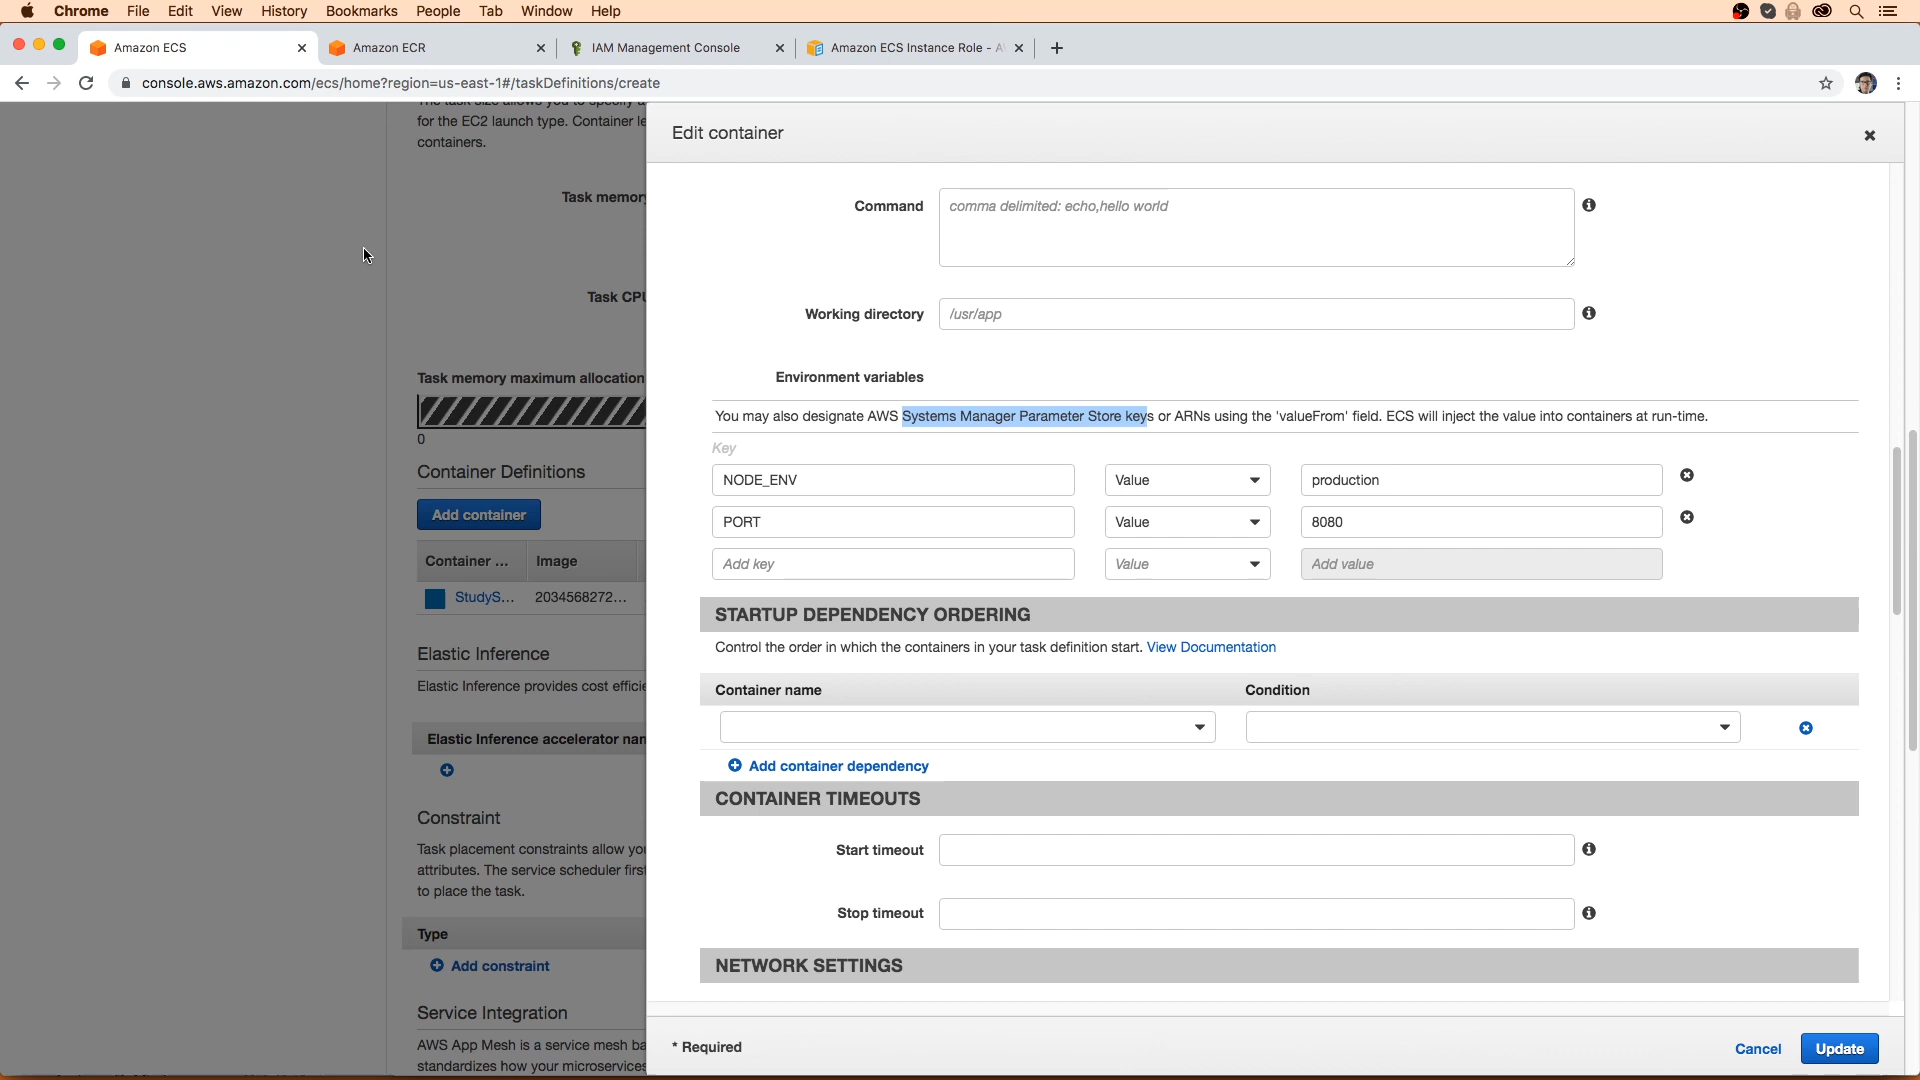 Chrome File Edit View History Bookmarks People Tab Window Help
Amazon ECS
Amazon ECR
IAM Management Console
Amazon ECS Instance Role - A
console.aws.amazon.com/ecs/home?region=us-east-1#/taskDefinitions/create
for the EC2 launch type. Container le
containers.
Task memory
Task CPU
Task memory maximum allocation
0
Container Definitions
Add container
Container ... Image
StudyS... 2034568272...
Elastic Inference
Elastic Inference provides cost efficie
Elastic Inference accelerator nam
Constraint
Task placement constraints allow you
attributes. The service scheduler first
to place the task.
Type
Add constraint
Service Integration
AWS App Mesh is a service mesh ba
standardizes how your microservices
Edit container
Command
comma delimited: echo,hello world
Working directory
/usr/app
Environment variables
You may also designate AWS Systems Manager Parameter Store keys or ARNs using the 'valueFrom' field. ECS will inject the value into containers at run-time.
Key
NODE_ENV Value production
PORT Value 8080
Add key Value Add value
STARTUP DEPENDENCY ORDERING
Control the order in which the containers in your task definition start. View Documentation
Container name Condition
Add container dependency
CONTAINER TIMEOUTS
Start timeout
Stop timeout
NETWORK SETTINGS
* Required
Cancel
Update